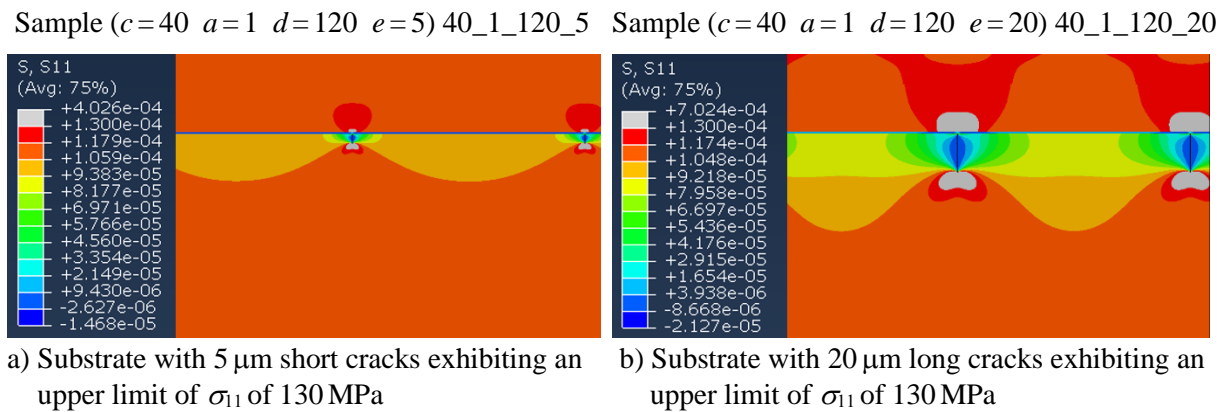 Sample (c=40 a=1 d=120 e=5) 40_1_120_5
Sample (c=40 a=1 d=120 e=20) 40_1_120_20
S, S11
(Avg: 75%)
+4.026e-04
+1.300e-04
+1.179e-04
+1.059e-04
+9.383e-05
+8.177e-05
+6.971e-05
+5.766e-05
+4.560e-05
+3.354e-05
+2.149e-05
+9.430e-06
-2.627e-06
-1.468e-05
S, S11
(Avg: 75%)
+7.024e-04
+1.300e-04
+1.174e-04
+1.048e-04
+9.218e-05
+7.958e-05
+6.697e-05
+5.436e-05
+4.176e-05
+2.915e-05
+1.654e-05
+3.938e-06
-8.666e-06
-2.127e-05
a) Substrate with 5 μm short cracks exhibiting an
upper limit of σ₁₁ of 130 MPa
b) Substrate with 20 μm long cracks exhibiting an
upper limit of σ₁₁ of 130 MPa